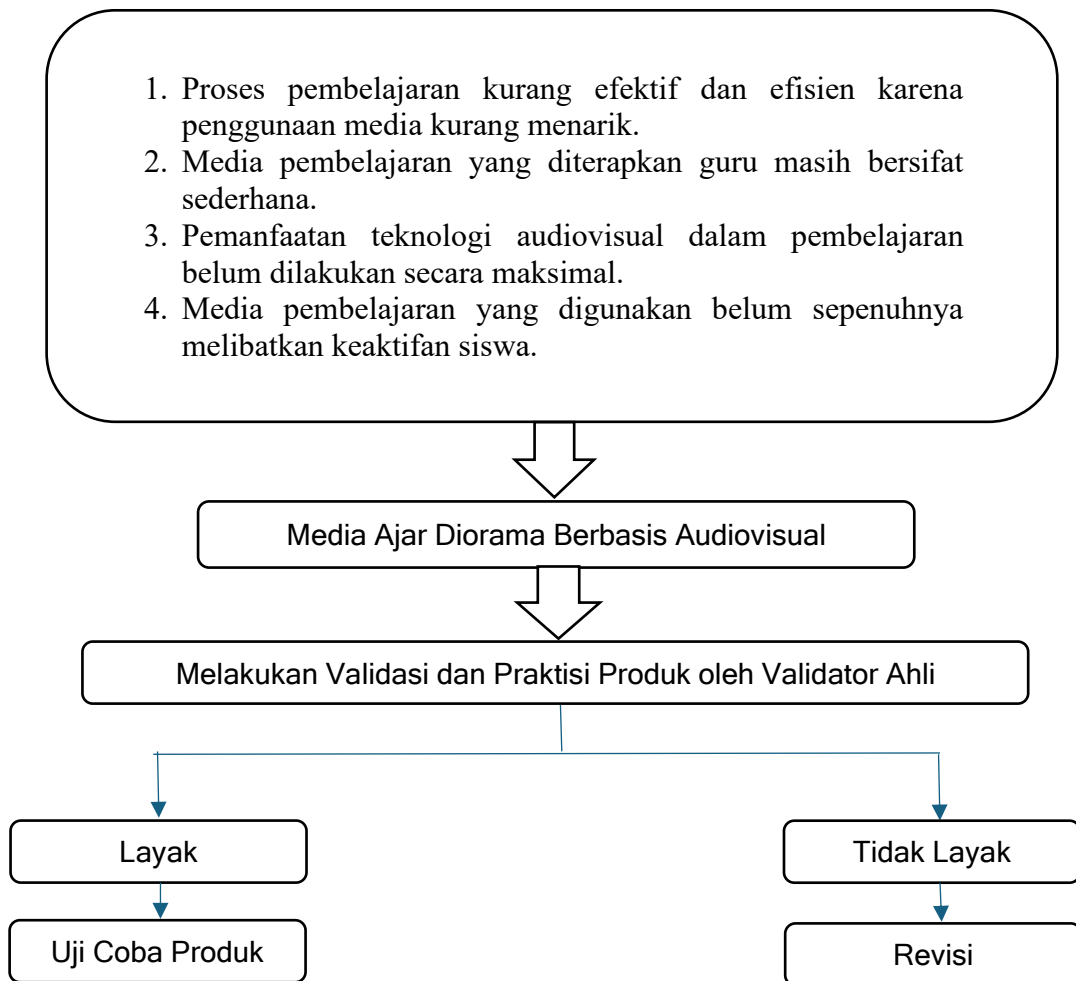 1. Proses pembelajaran kurang efektif dan efisien karena
penggunaan media kurang menarik.
2. Media pembelajaran yang diterapkan guru masih bersifat
sederhana.
3. Pemanfaatan teknologi audiovisual dalam pembelajaran
belum dilakukan secara maksimal.
4. Media pembelajaran yang digunakan belum sepenuhnya
melibatkan keaktifan siswa.
Media Ajar Diorama Berbasis Audiovisual
Melakukan Validasi dan Praktisi Produk oleh Validator Ahli
Layak
Tidak Layak
Uji Coba Produk
Revisi